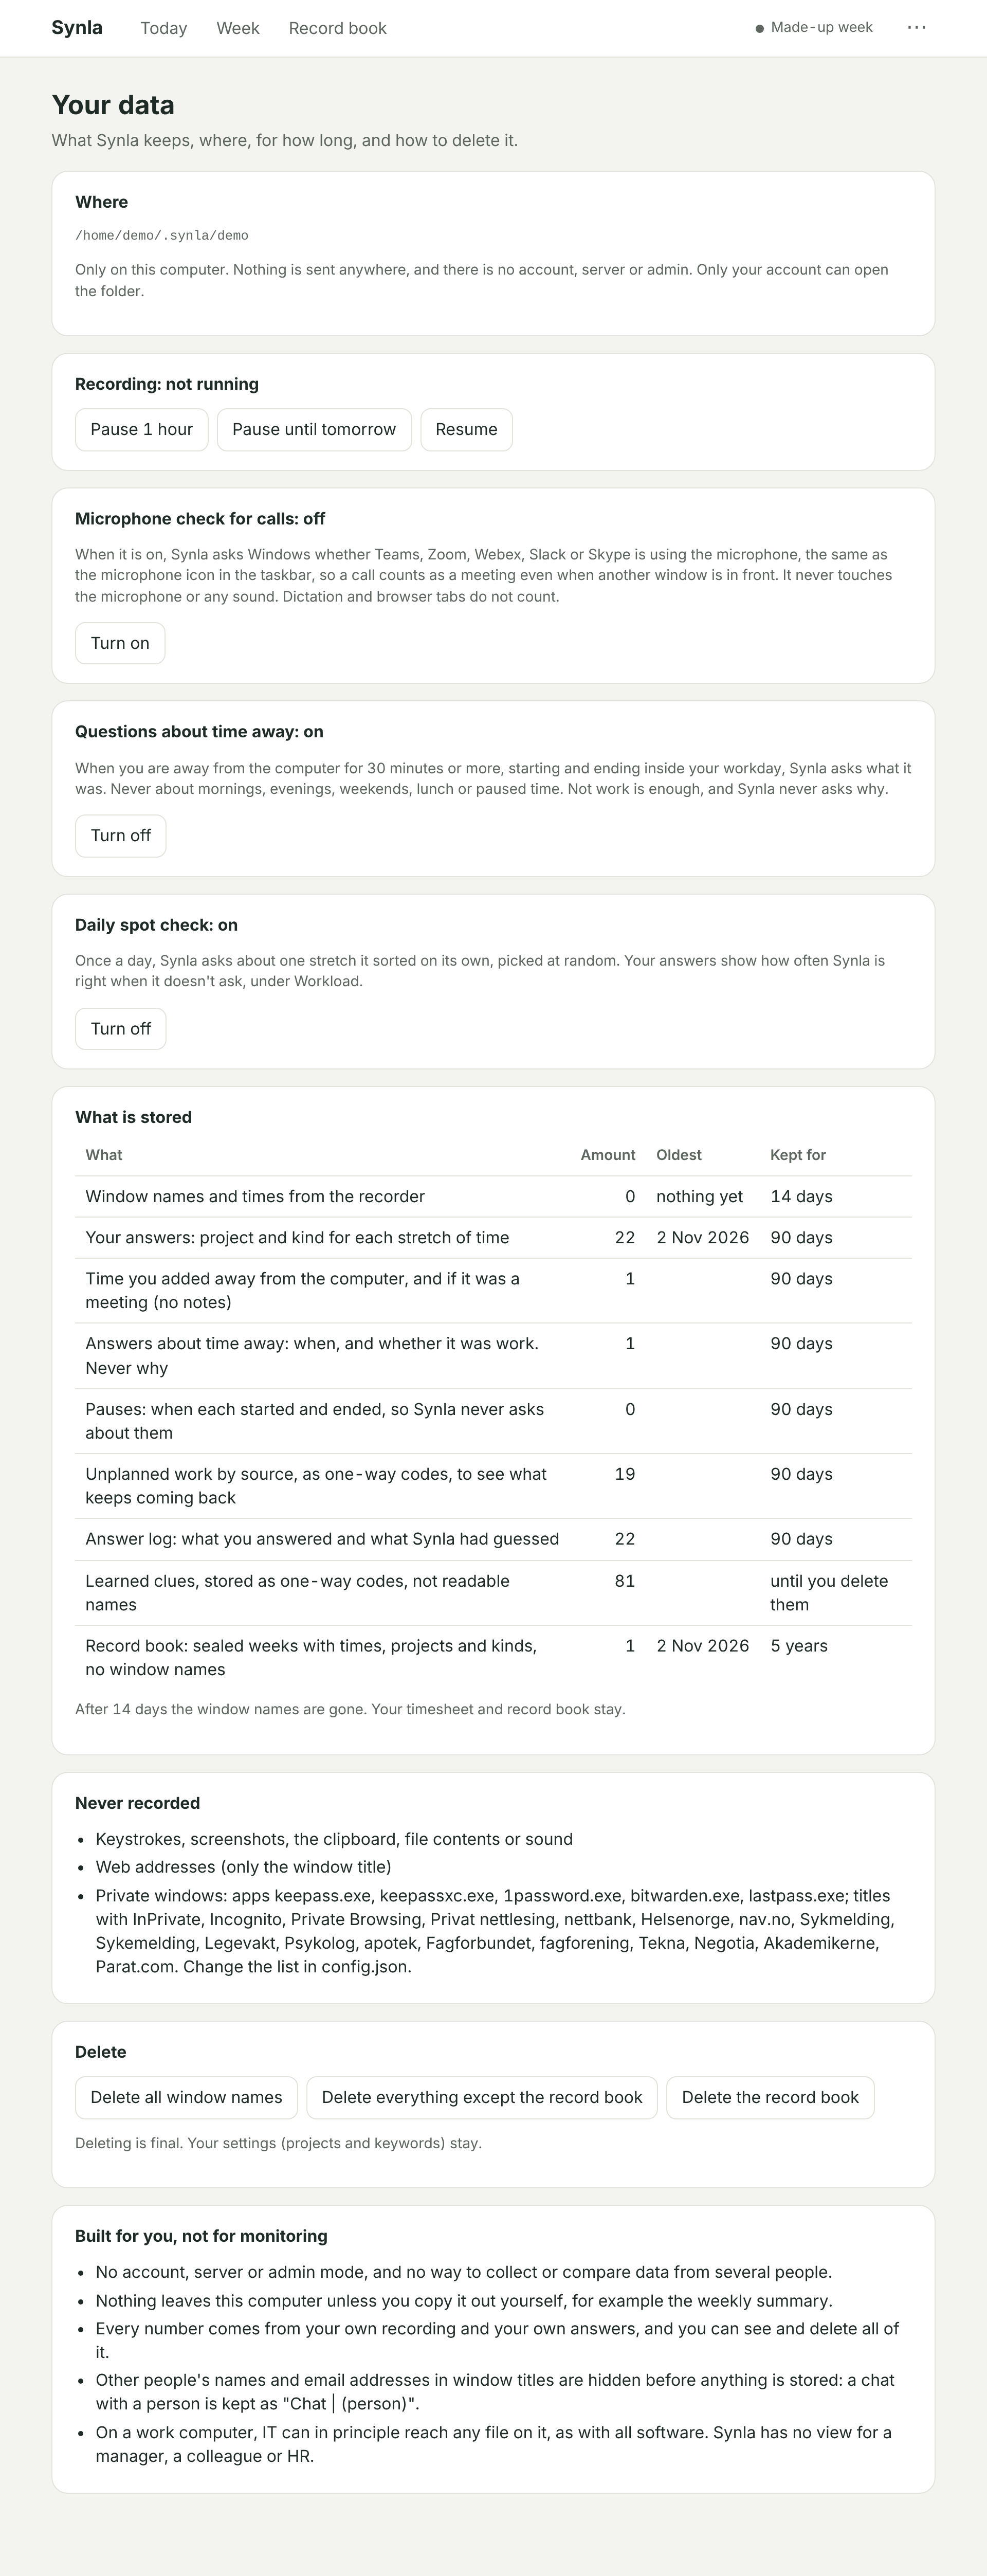 Synla
Today
Week
Record book
Made-up week
Your data
What Synla keeps, where, for how long, and how to delete it.
Where
/home/demo/.synla/demo
Only on this computer. Nothing is sent anywhere, and there is no account, server or admin. Only your account can open
the folder.
Recording: not running
Pause 1 hour
Pause until tomorrow
Resume
Microphone check for calls: off
When it is on, Synla asks Windows whether Teams, Zoom, Webex, Slack or Skype is using the microphone, the same as
the microphone icon in the taskbar, so a call counts as a meeting even when another window is in front. It never touches
the microphone or any sound. Dictation and browser tabs do not count.
Turn on
Questions about time away: on
When you are away from the computer for 30 minutes or more, starting and ending inside your workday, Synla asks what it
was. Never about mornings, evenings, weekends, lunch or paused time. Not work is enough, and Synla never asks why.
Turn off
Daily spot check: on
Once a day, Synla asks about one stretch it sorted on its own, picked at random. Your answers show how often Synla is
right when it doesn't ask, under Workload.
Turn off
What is stored
What Amount Oldest Kept for
Window names and times from the recorder 0 nothing yet 14 days
Your answers: project and kind for each stretch of time 22 2 Nov 2026 90 days
Time you added away from the computer, and if it was a 1 90 days
meeting (no notes)
Answers about time away: when, and whether it was work. 1 90 days
Never why
Pauses: when each started and ended, so Synla never asks 0 90 days
about them
Unplanned work by source, as one-way codes, to see what 19 90 days
keeps coming back
Answer log: what you answered and what Synla had guessed 22 90 days
Learned clues, stored as one-way codes, not readable 81 until you delete
names them
Record book: sealed weeks with times, projects and kinds, 1 2 Nov 2026 5 years
no window names
After 14 days the window names are gone. Your timesheet and record book stay.
Never recorded
• Keystrokes, screenshots, the clipboard, file contents or sound
• Web addresses (only the window title)
• Private windows: apps keepass.exe, keepassxc.exe, 1password.exe, bitwarden.exe, lastpass.exe; titles
with InPrivate, Incognito, Private Browsing, Privat nettlesing, nettbank, Helsenorge, nav.no, Sykmelding,
Sykemelding, Legevakt, Psykolog, apotek, Fagforbundet, fagforening, Tekna, Negotia, Akademikerne,
Parat.com. Change the list in config.json.
Delete
Delete all window names
Delete everything except the record book
Delete the record book
Deleting is final. Your settings (projects and keywords) stay.
Built for you, not for monitoring
• No account, server or admin mode, and no way to collect or compare data from several people.
• Nothing leaves this computer unless you copy it out yourself, for example the weekly summary.
• Every number comes from your own recording and your own answers, and you can see and delete all of
it.
• Other people's names and email addresses in window titles are hidden before anything is stored: a chat
with a person is kept as "Chat | (person)".
• On a work computer, IT can in principle reach any file on it, as with all software. Synla has no view for a
manager, a colleague or HR.